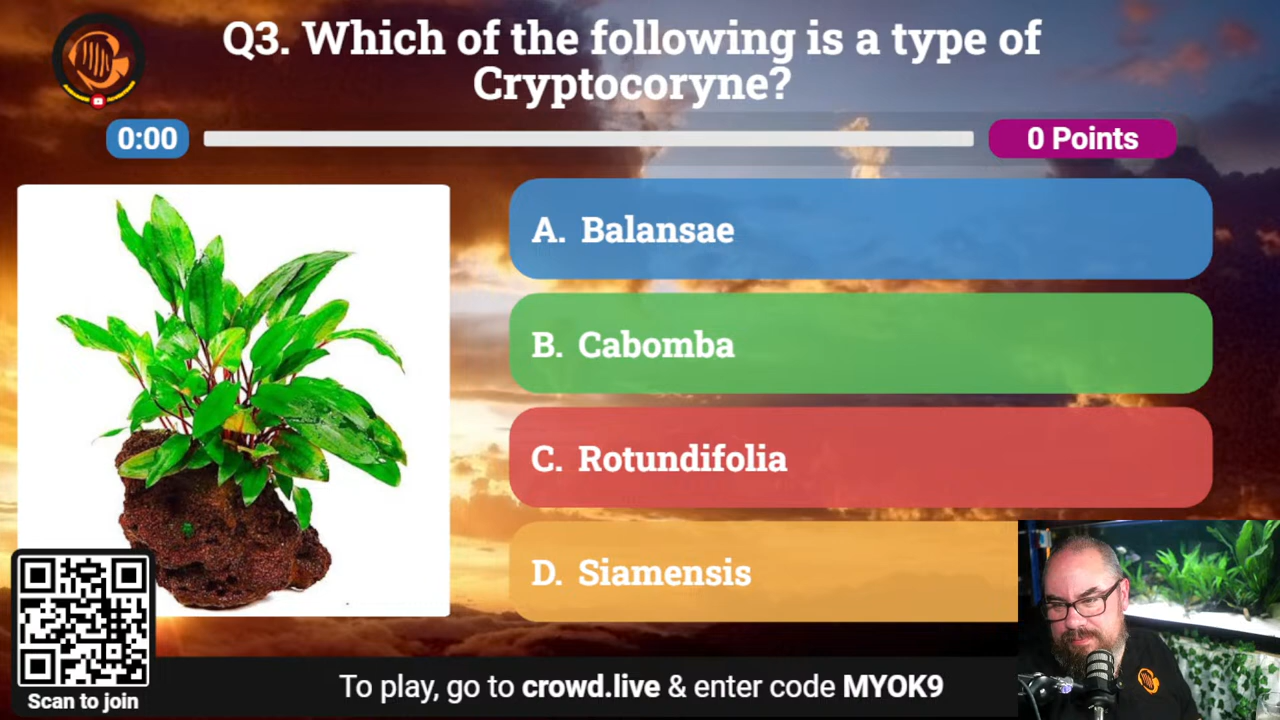 Q3. Which of the following is a type of
Cryptocoryne?
0:00
0 Points
A. Balansae
B. Cabomba
C. Rotundifolia
D. Siamensis
Scan to join
To play, go to crowd.live & enter code MYOK9